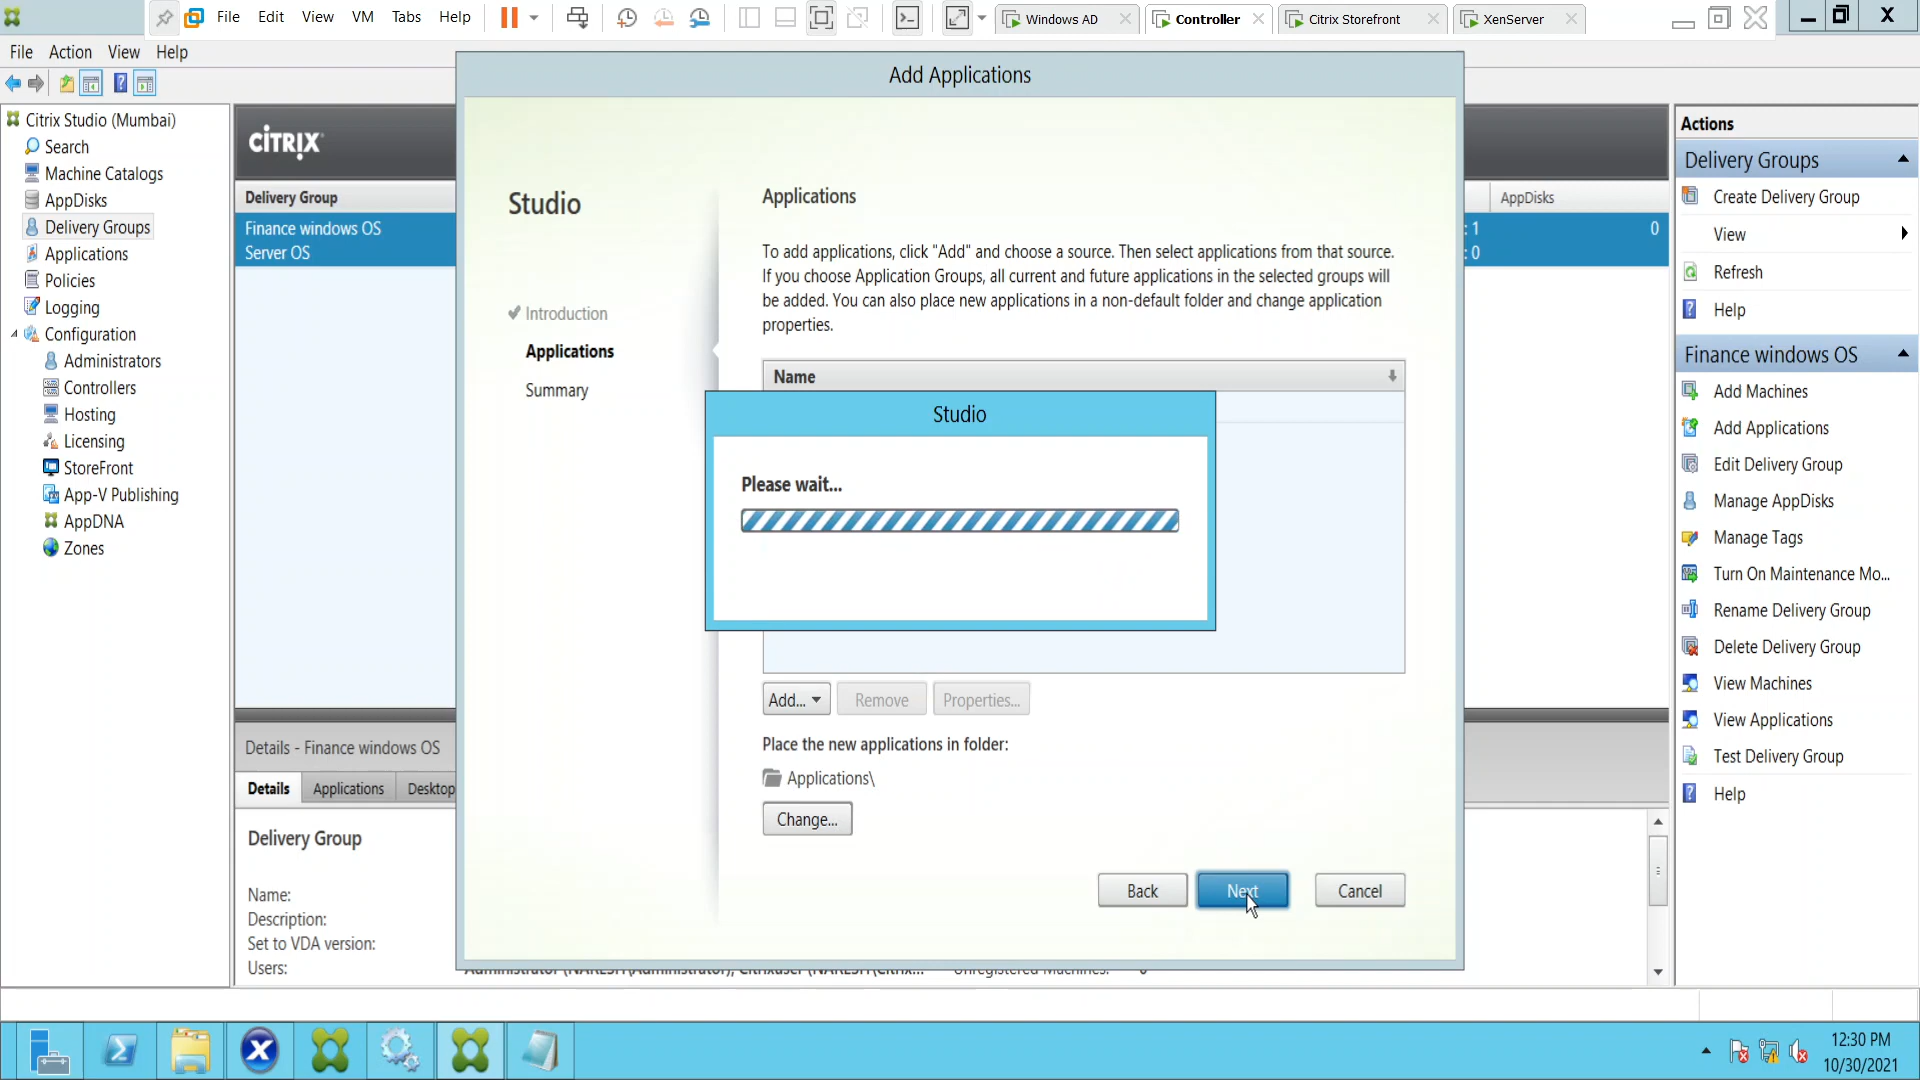 File Edit View VM Tabs Help
Windows AD
Controller
Citrix Storefront
XenServer
File Action View Help
Citrix Studio (Mumbai)
Search
Machine Catalogs
AppDisks
Delivery Groups
Applications
Policies
Logging
Configuration
Administrators
Controllers
Hosting
Licensing
StoreFront
App-V Publishing
AppDNA
Zones
CITRIX
Delivery Group
Finance windows OS
Server OS
AppDisks
: 1 0
: 0
Details - Finance windows OS
Details Applications Desktop
Delivery Group
Name:
Description:
Set to VDA version:
Users:
Add Applications
Studio
Introduction
Applications
Summary
Applications
To add applications, click "Add" and choose a source. Then select applications from that source.
If you choose Application Groups, all current and future applications in the selected groups will
be added. You can also place new applications in a non-default folder and change application
properties.
Name
Studio
Please wait...
Add... Remove Properties...
Place the new applications in folder:
Applications\
Change...
Back Next Cancel
Actions
Delivery Groups
Create Delivery Group
View
Refresh
Help
Finance windows OS
Add Machines
Add Applications
Edit Delivery Group
Manage AppDisks
Manage Tags
Turn On Maintenance Mo...
Rename Delivery Group
Delete Delivery Group
View Machines
View Applications
Test Delivery Group
Help
12:30 PM
10/30/2021